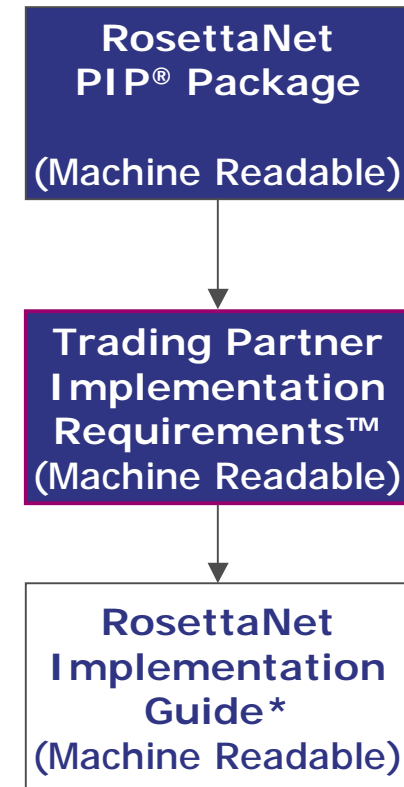 RosettaNet
PIP® Package
(Machine Readable)
Trading Partner
Implementation
Requirements™
(Machine Readable)
RosettaNet
Implementation
Guide*
(Machine Readable)